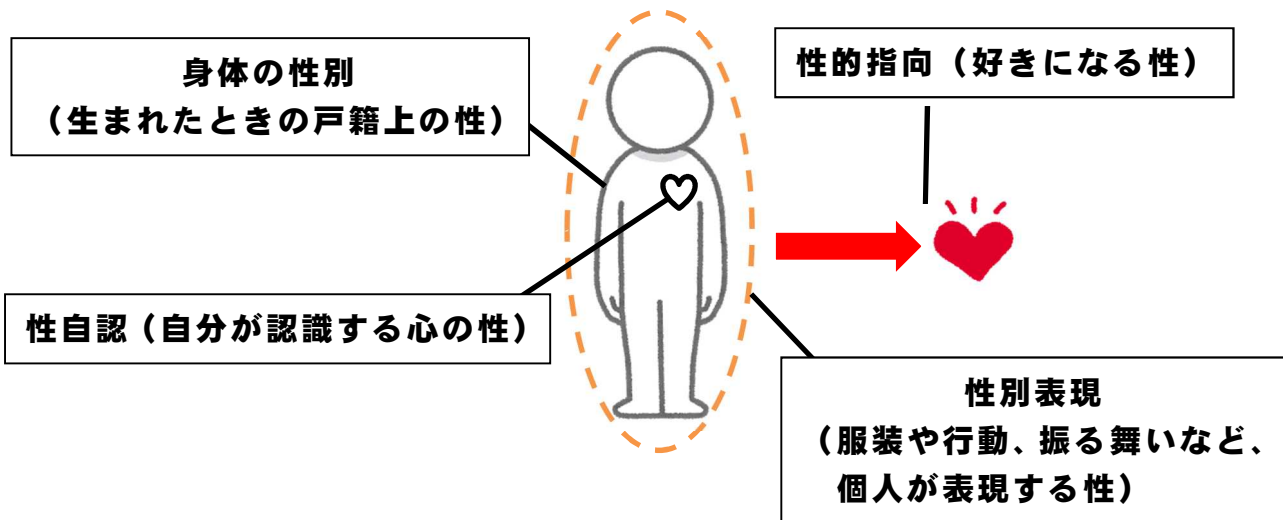 身体の性別
（生まれたときの戸籍上の性）
性的指向（好きになる性）
性自認（自分が認識する心の性）
性別表現
（服装や行動、振る舞いなど、
個人が表現する性）